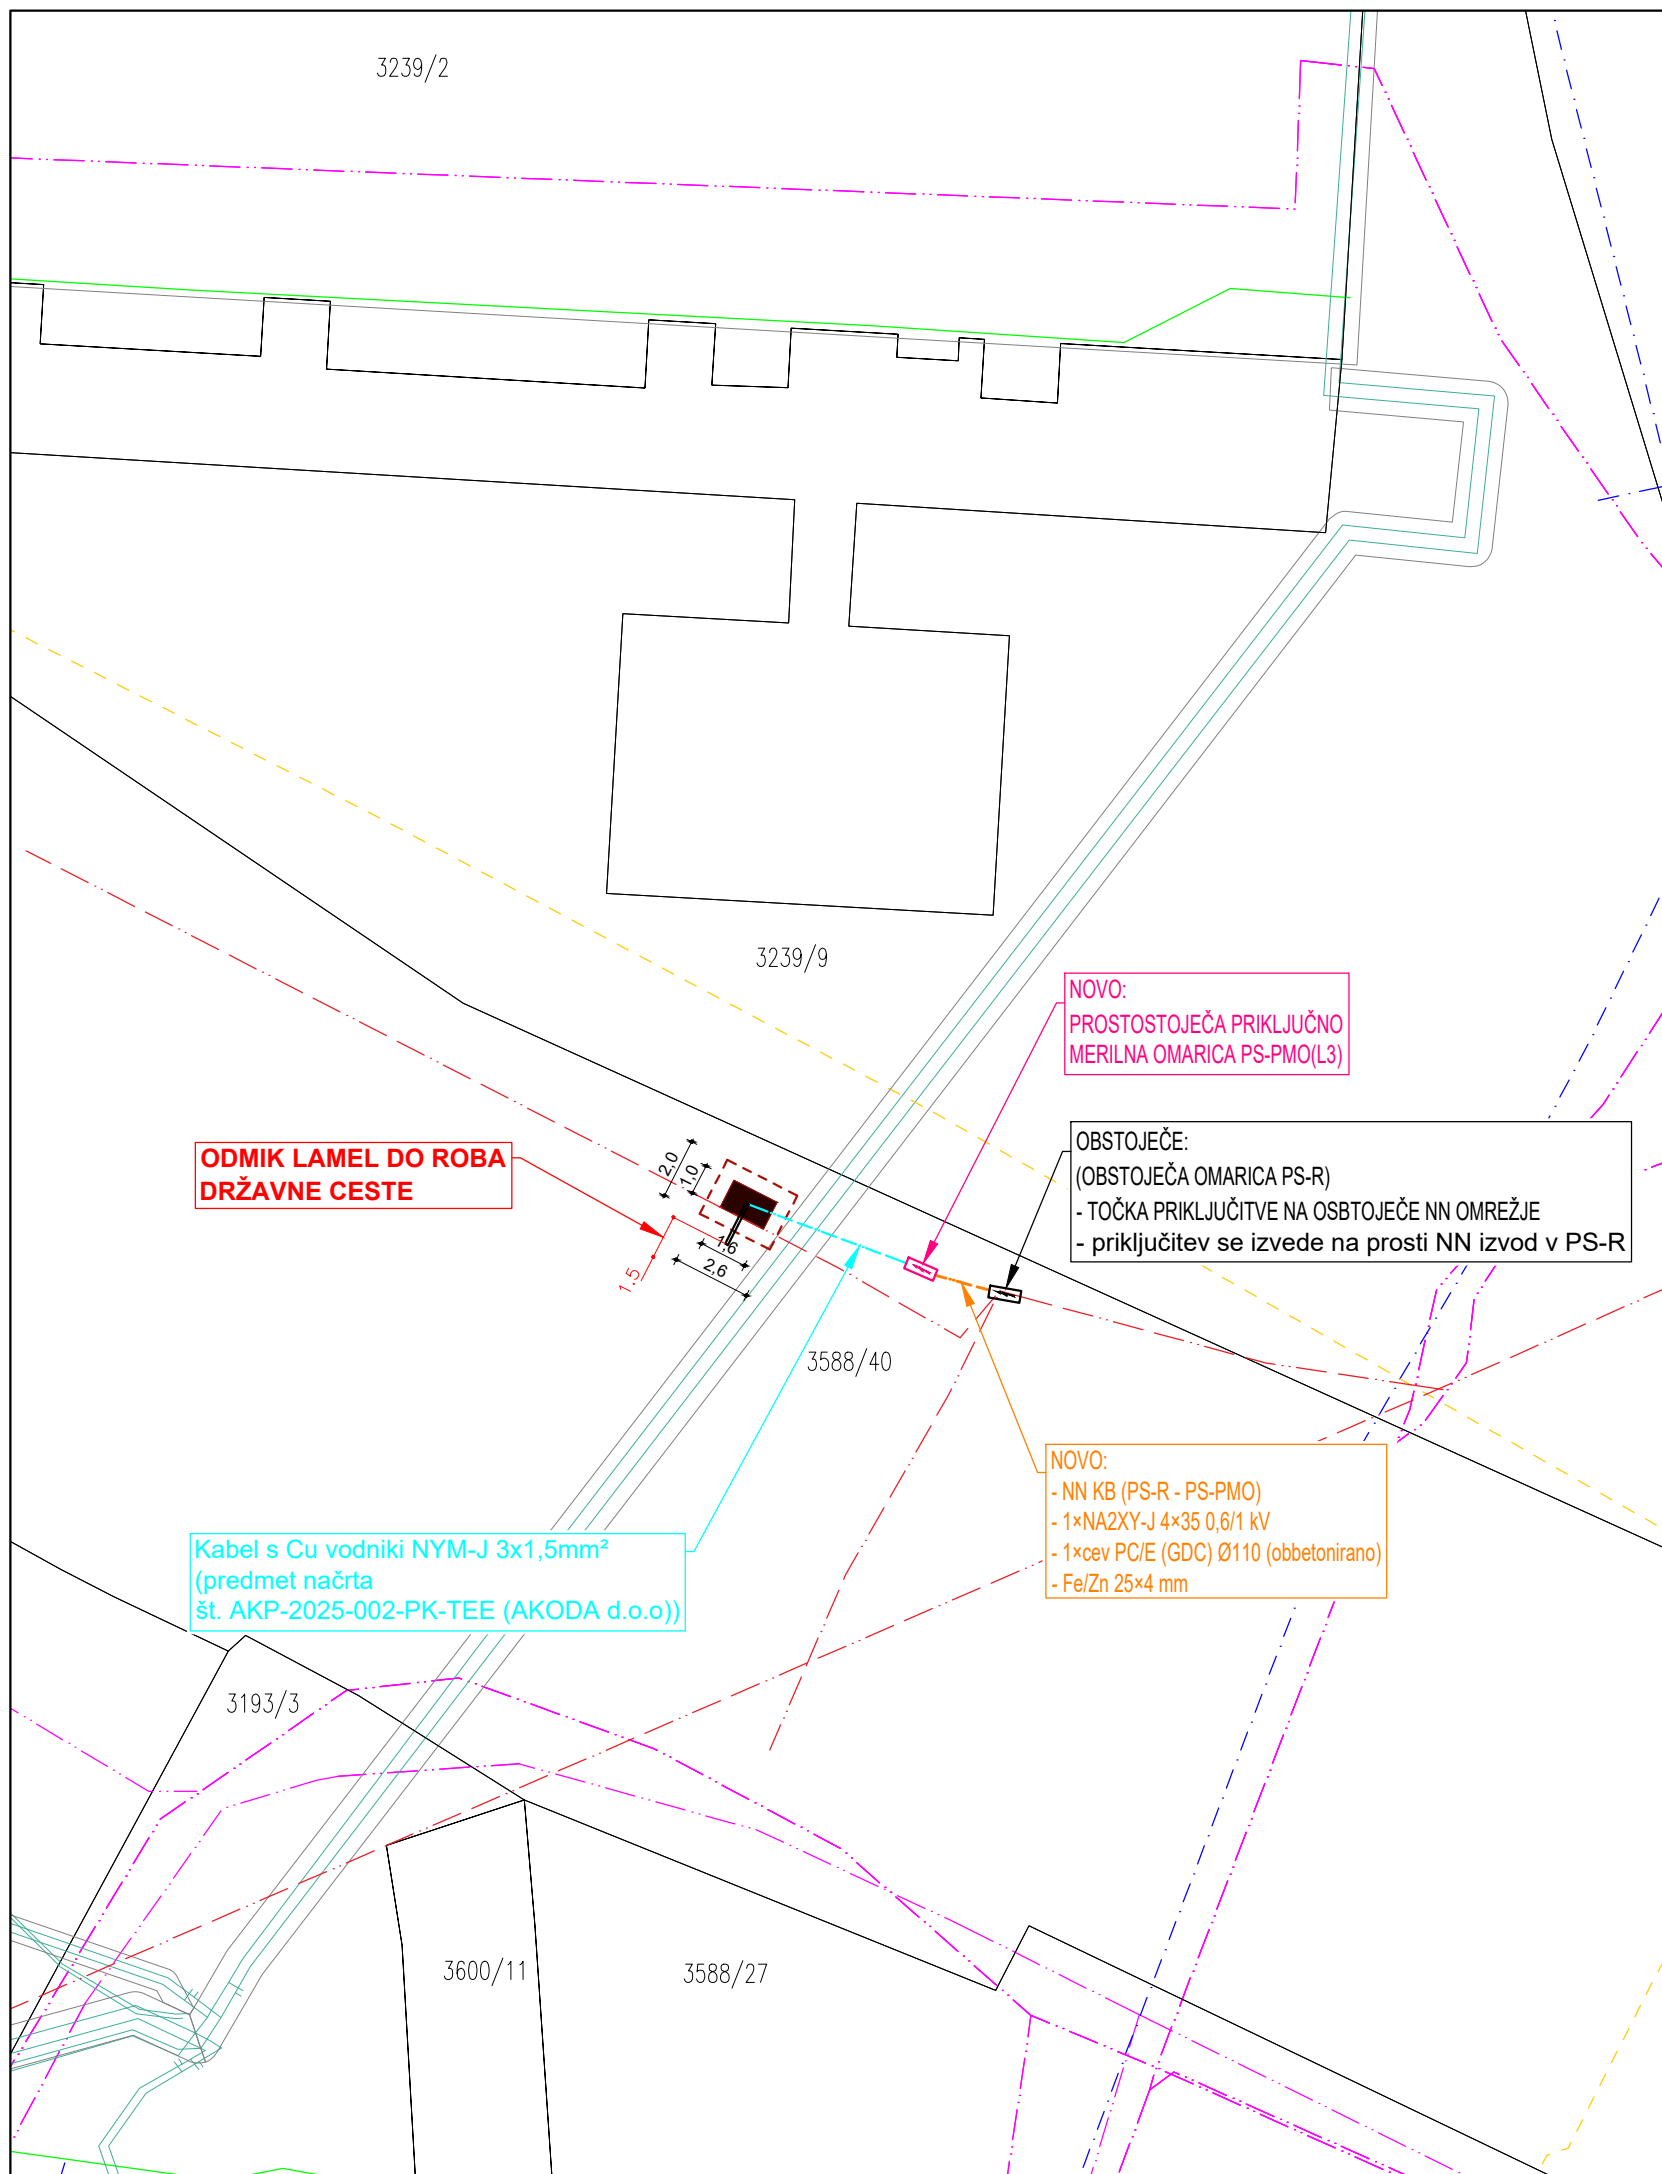 3239/2
3239/9
NOVO:
PROSTOSTOJEČA PRIKLJUČNO
MERILNA OMARICA PS-PMO(L3)
OBSTOJEČE:
(OBSTOJEČA OMARICA PS-R)
- TOČKA PRIKLJUČITVE NA OSBTOJEČE NN OMREŽJE
- priključitev se izvede na prosti NN izvod v PS-R
ODMIK LAMEL DO ROBA
DRŽAVNE CESTE
2,0
1,0
1,6
2,6
1,5
3588/40
NOVO:
- NN KB (PS-R - PS-PMO)
- 1×NA2XY-J 4×35 0,6/1 kV
- 1×cev PC/E (GDC) Ø110 (obbetonirano)
- Fe/Zn 25×4 mm
Kabel s Cu vodniki NYM-J 3x1,5mm²
(predmet načrta
št. AKP-2025-002-PK-TEE (AKODA d.o.o))
3193/3
3600/11
3588/27